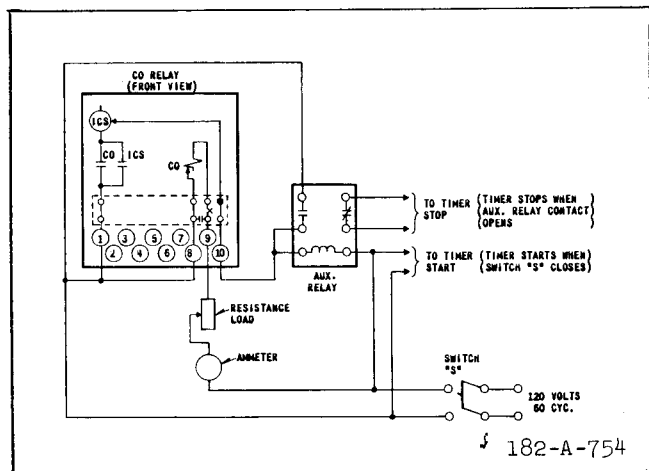 CO RELAY
(FRONT VIEW)
ICS
CO
ICS
CO
1
3
5
7
9
2
4
6
8
10
AUX.
RELAY
TO TIMER
STOP
(TIMER STOPS WHEN
AUX. RELAY CONTACT
OPENS)
TO TIMER
START
(TIMER STARTS WHEN
SWITCH "S" CLOSES)
RESISTANCE
LOAD
AMMETER
SWITCH
"S"
120 VOLTS
60 CYC.
182-A-754